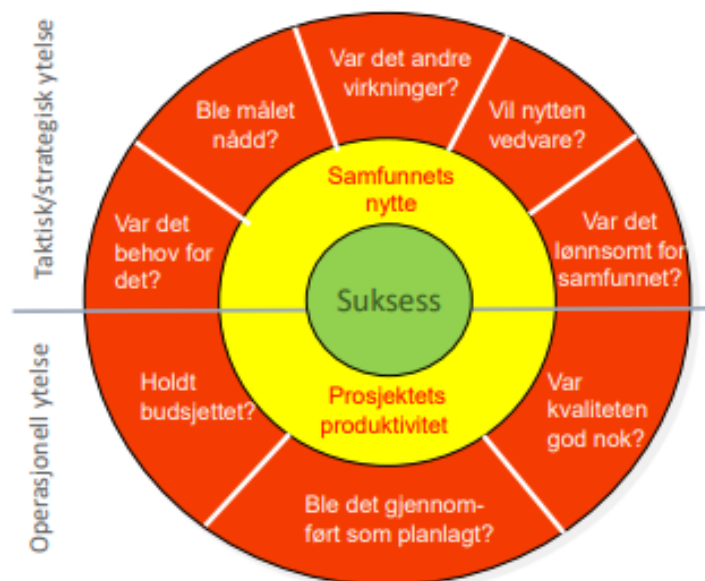 Taktisk/strategisk ytelse
Var det andre
virkninger?
Ble målet
nådd?
Vil nytten
vedvare?
Var det
behov for
det?
Var det
lønnsomt for
samfunnet?
Samfunnets
nytte
Suksess
Operasjonell ytelse
Holdt
budsjettet?
Prosjektets
produktivitet
Var
kvaliteten
god nok?
Ble det gjennom-
ført som planlagt?